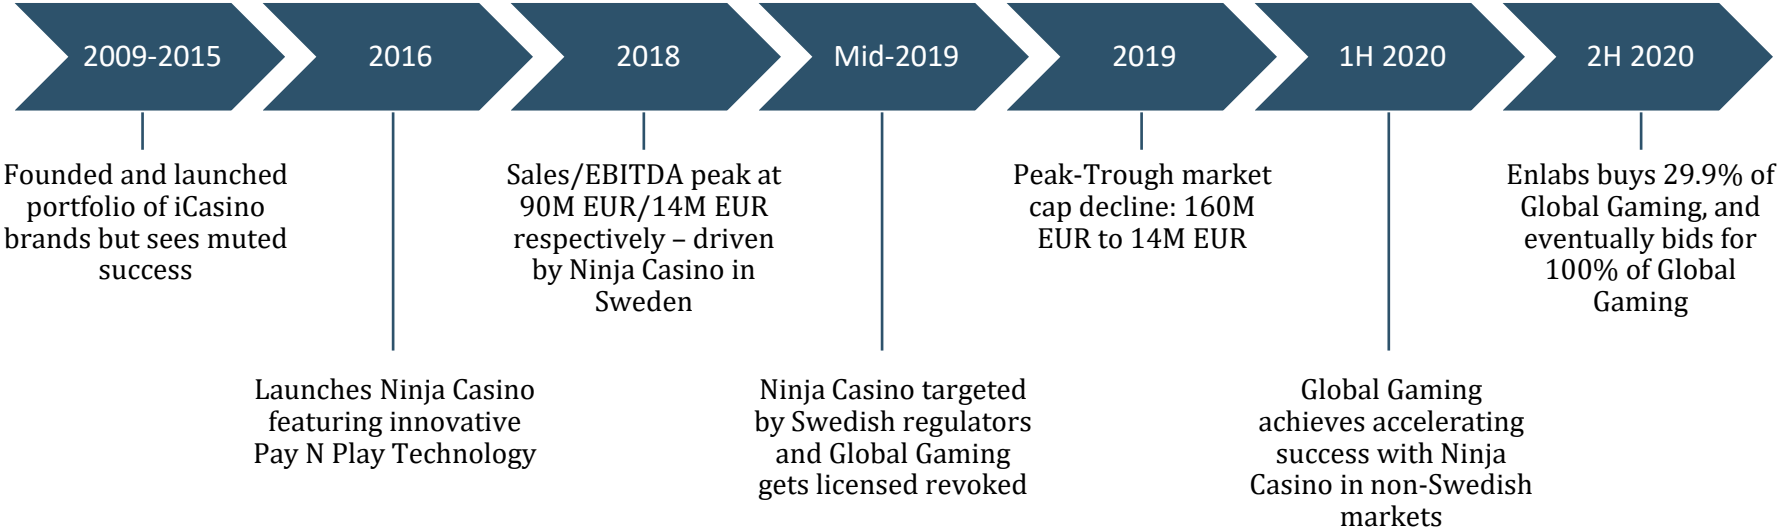 2009-2015
2016
2018
Mid-2019
2019
1H 2020
2H 2020
Founded and launched
portfolio of iCasino
brands but sees muted
success
Launches Ninja Casino
featuring innovative
Pay N Play Technology
Sales/EBITDA peak at
90M EUR/14M EUR
respectively – driven
by Ninja Casino in
Sweden
Ninja Casino targeted
by Swedish regulators
and Global Gaming
gets licensed revoked
Peak-Trough market
cap decline: 160M
EUR to 14M EUR
Global Gaming
achieves accelerating
success with Ninja
Casino in non-Swedish
markets
Enlabs buys 29.9% of
Global Gaming, and
eventually bids for
100% of Global
Gaming